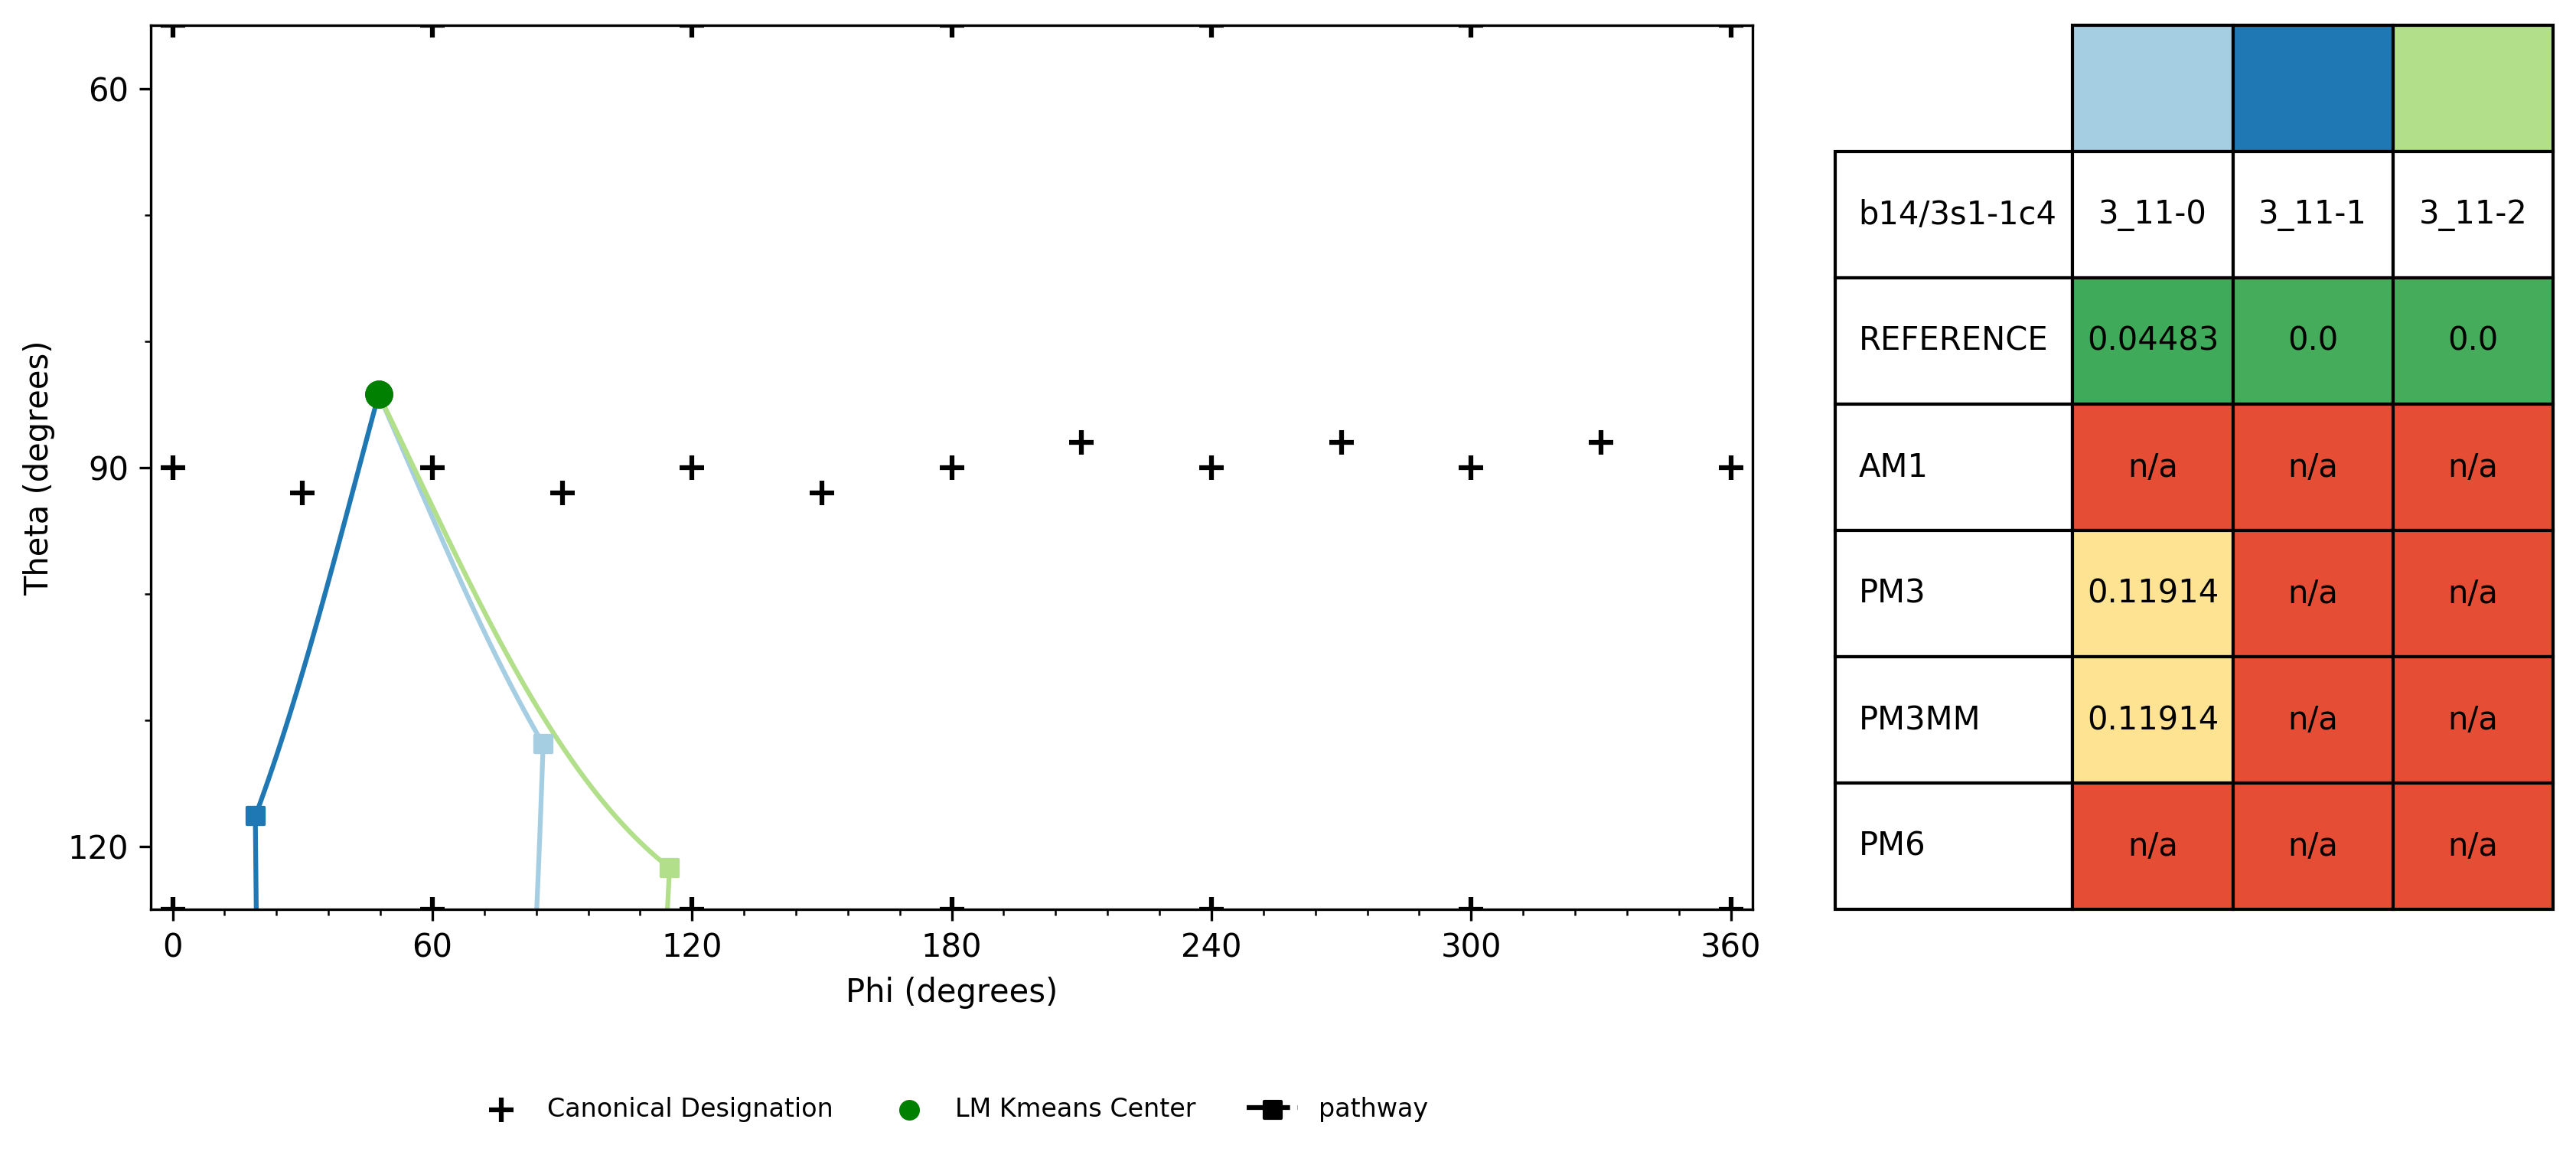 60
90
120
Theta (degrees)
0 60 120 180 240 300 360
Phi (degrees)
Canonical Designation LM Kmeans Center pathway
b14/3s1-1c4 3_11-0 3_11-1 3_11-2
REFERENCE 0.04483 0.0 0.0
AM1 n/a n/a n/a
PM3 0.11914 n/a n/a
PM3MM 0.11914 n/a n/a
PM6 n/a n/a n/a